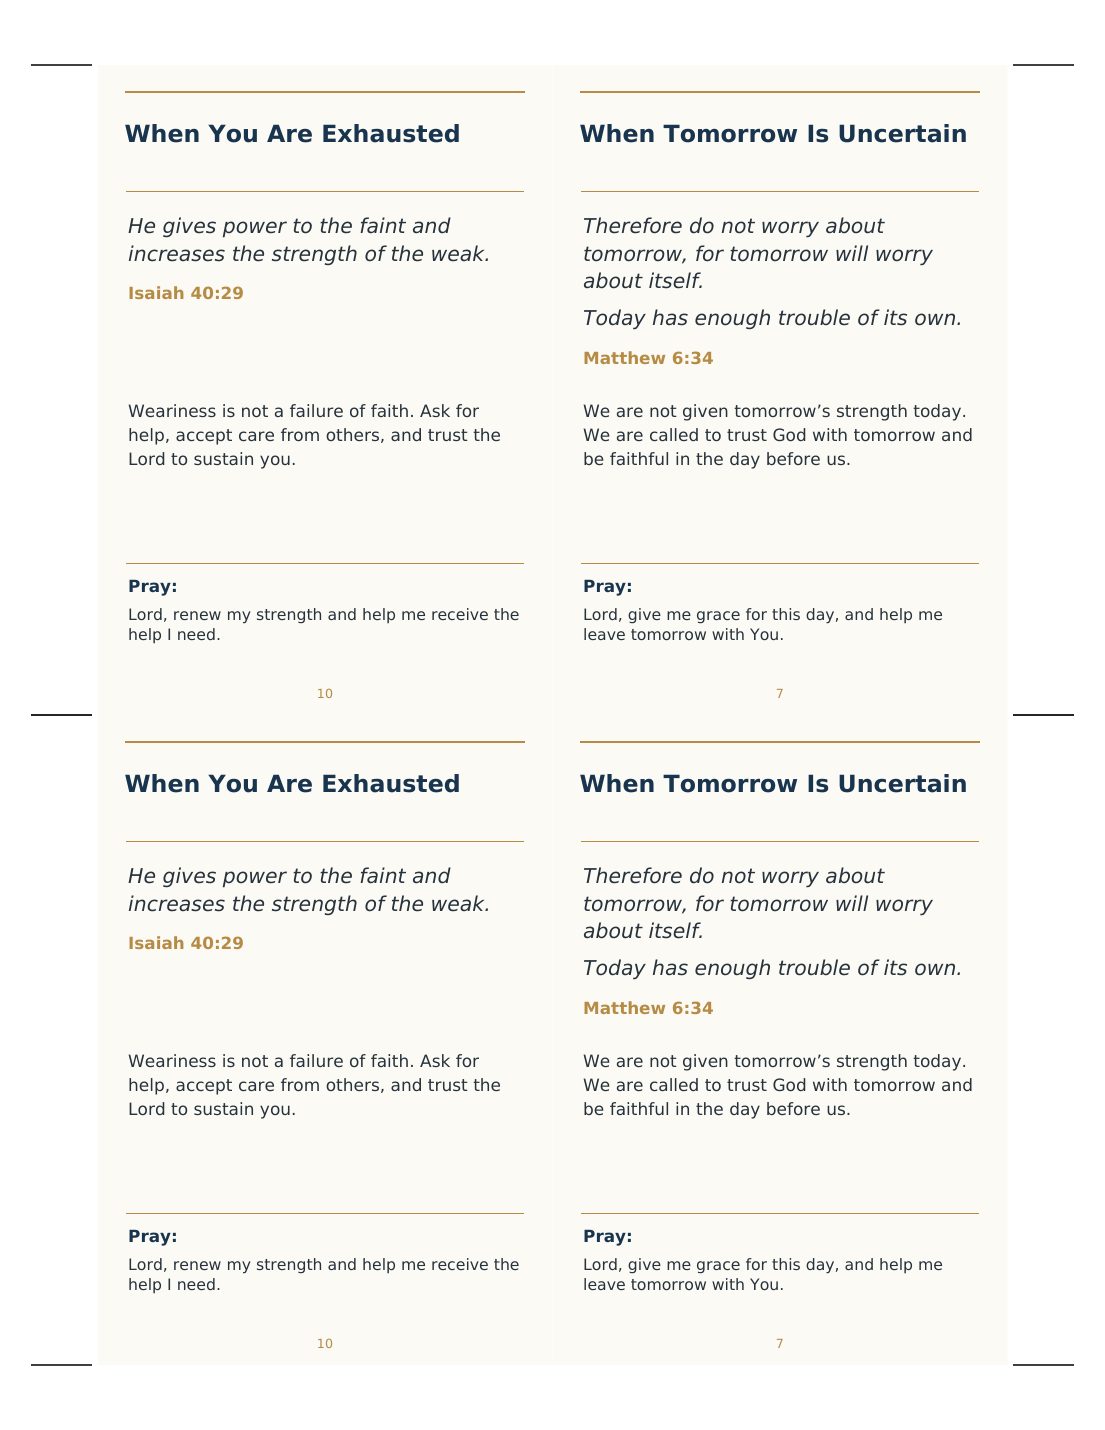 When You Are Exhausted
He gives power to the faint and
increases the strength of the weak.
Isaiah 40:29
Weariness is not a failure of faith. Ask for
help, accept care from others, and trust the
Lord to sustain you.
Pray:
Lord, renew my strength and help me receive the
help I need.
10
When Tomorrow Is Uncertain
Therefore do not worry about
tomorrow, for tomorrow will worry
about itself.
Today has enough trouble of its own.
Matthew 6:34
We are not given tomorrow’s strength today.
We are called to trust God with tomorrow and
be faithful in the day before us.
Pray:
Lord, give me grace for this day, and help me
leave tomorrow with You.
7
When You Are Exhausted
He gives power to the faint and
increases the strength of the weak.
Isaiah 40:29
Weariness is not a failure of faith. Ask for
help, accept care from others, and trust the
Lord to sustain you.
Pray:
Lord, renew my strength and help me receive the
help I need.
10
When Tomorrow Is Uncertain
Therefore do not worry about
tomorrow, for tomorrow will worry
about itself.
Today has enough trouble of its own.
Matthew 6:34
We are not given tomorrow’s strength today.
We are called to trust God with tomorrow and
be faithful in the day before us.
Pray:
Lord, give me grace for this day, and help me
leave tomorrow with You.
7